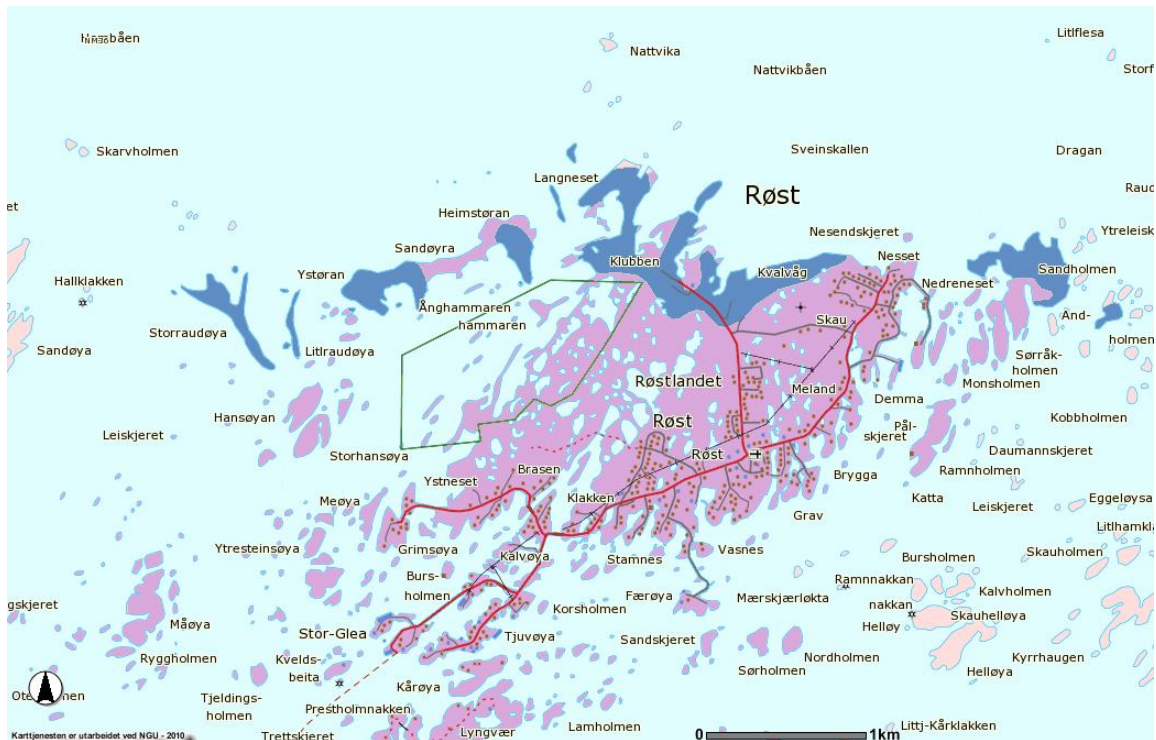 Litlflesa
Nattvika
Nattvikbåen
Storf
Skarvholmen
Sveinskallen
Dragan
Langneset
Røst
Raud
Heimstøran
Nesendskjeret
Ytreleisk
Sandøyra
Klubben
Kvalvåg
Nesset
Sandholmen
Ystøran
Hallklakken
Nedreneset
Ånghammaren
hammaren
Skau
And-
holmen
Storraudøya
Sandøya
Litlraudøya
Sørråk-
holmen
Røstlandet
Meland
Monsholmen
Demma
Hansøyan
Røst
Kobbholmen
Leiskjeret
Pål-
skjeret
Storhansøya
Røst
Daumannskjeret
Brasen
Ystneset
Brygga
Ramnholmen
Meøya
Klakken
Katta
Leiskjeret
Eggeløysa
Grav
Litlhamkla
Ytresteinsøya
Grimsøya
Kalvøya
Stamnes
Vasnes
Bursholmen
Skauholmen
Burs-
holmen
Ramnnakkan
Kalvholmen
gskjeret
Korsholmen
Færøya
Mærskjærløkta
nakkan
Skauhelløya
Måøya
Stor-Glea
Tjuvøya
Sandskjeret
Helløy
Ryggholmen
Kvelds-
beita
Nordholmen
Kyrrhaugen
Sørholmen
Helløya
Kårøya
Tjeldings-
holmen
Prestholmnakken
Lamholmen
Littj-Kårklakken
Trettskjeret
Lyngvær
0 1km
Karttjenesten er utarbeidet ved NGU - 2010